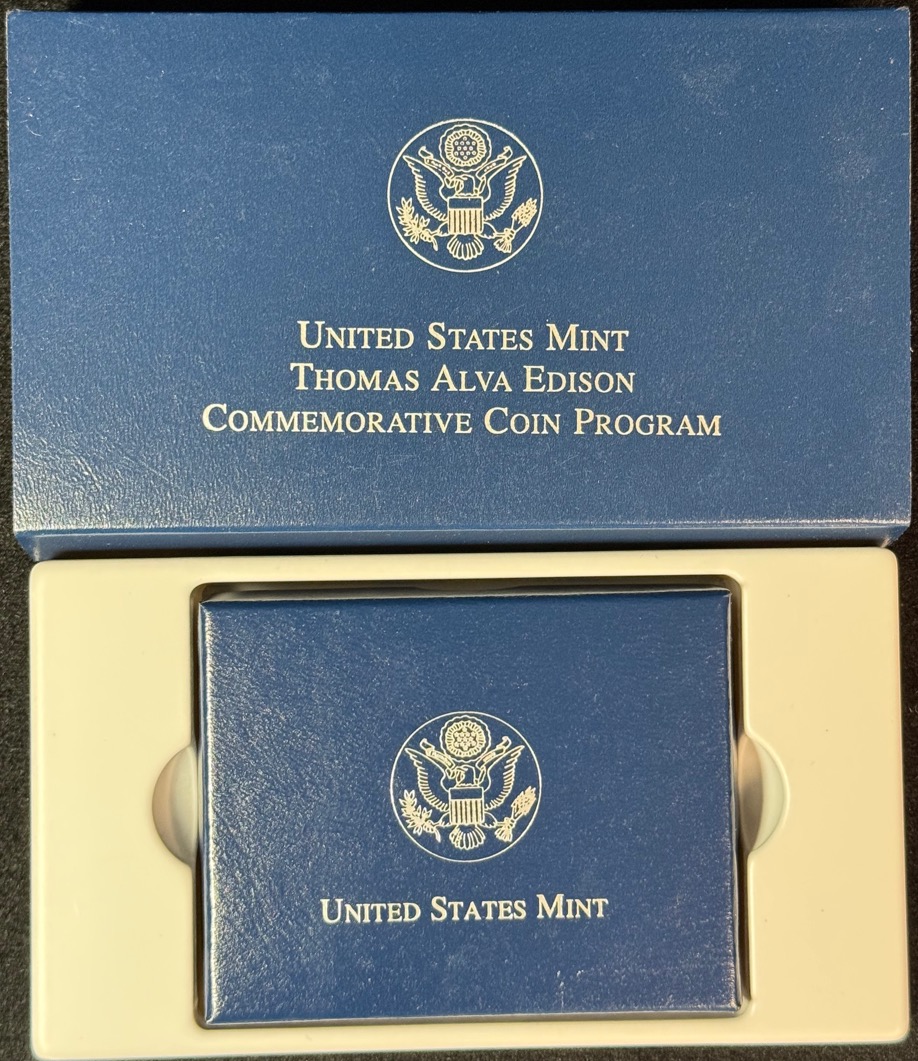 United States Mint
Thomas Alva Edison
Commemorative Coin Program
United States Mint